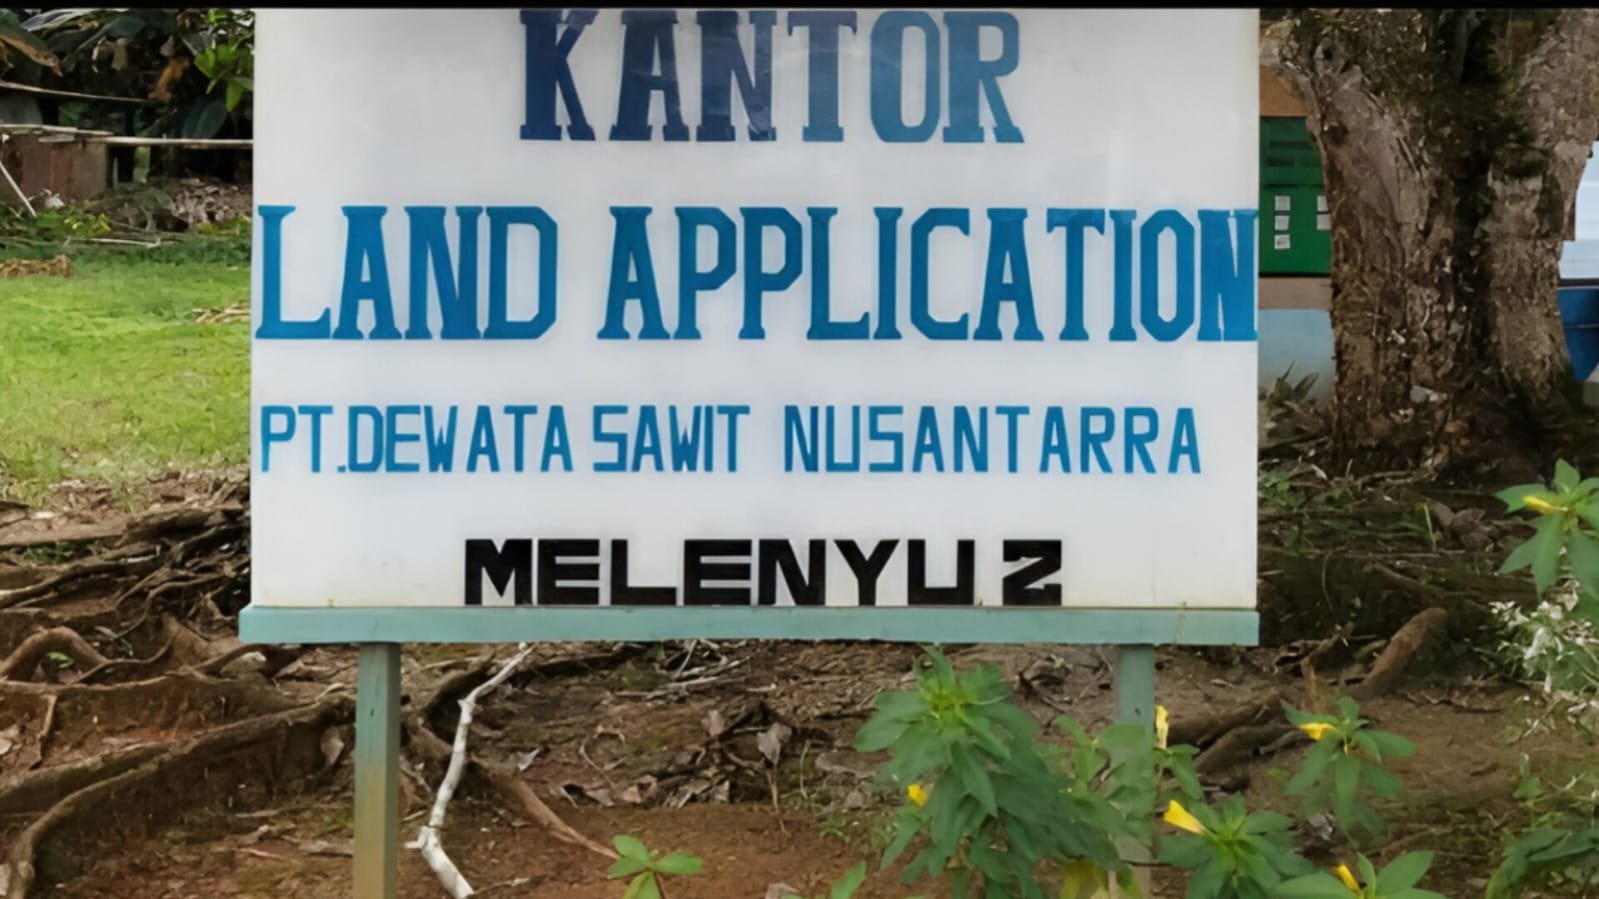 KANTOR
LAND APPLICATION
PT.DEWATA SAWIT NUSANTARRA
MELENYU 2